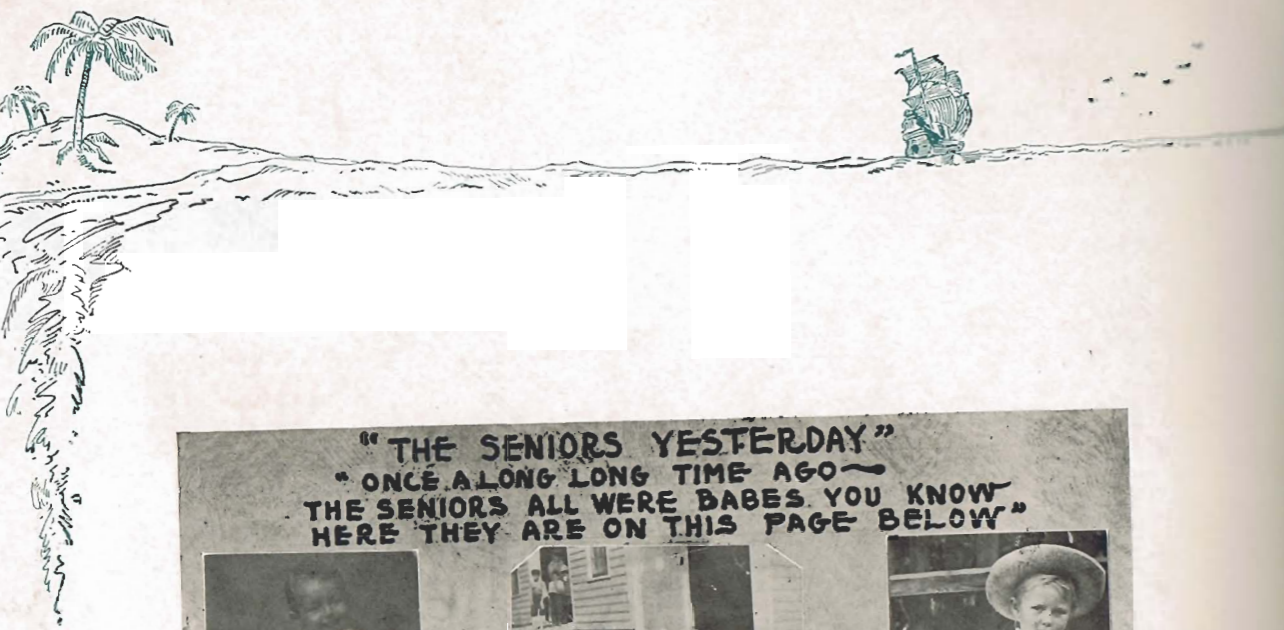 "THE SENIORS YESTERDAY"
"ONCE A LONG LONG TIME AGO~
THE SENIORS ALL WERE BABES YOU KNOW
HERE THEY ARE ON THIS PAGE BELOW"